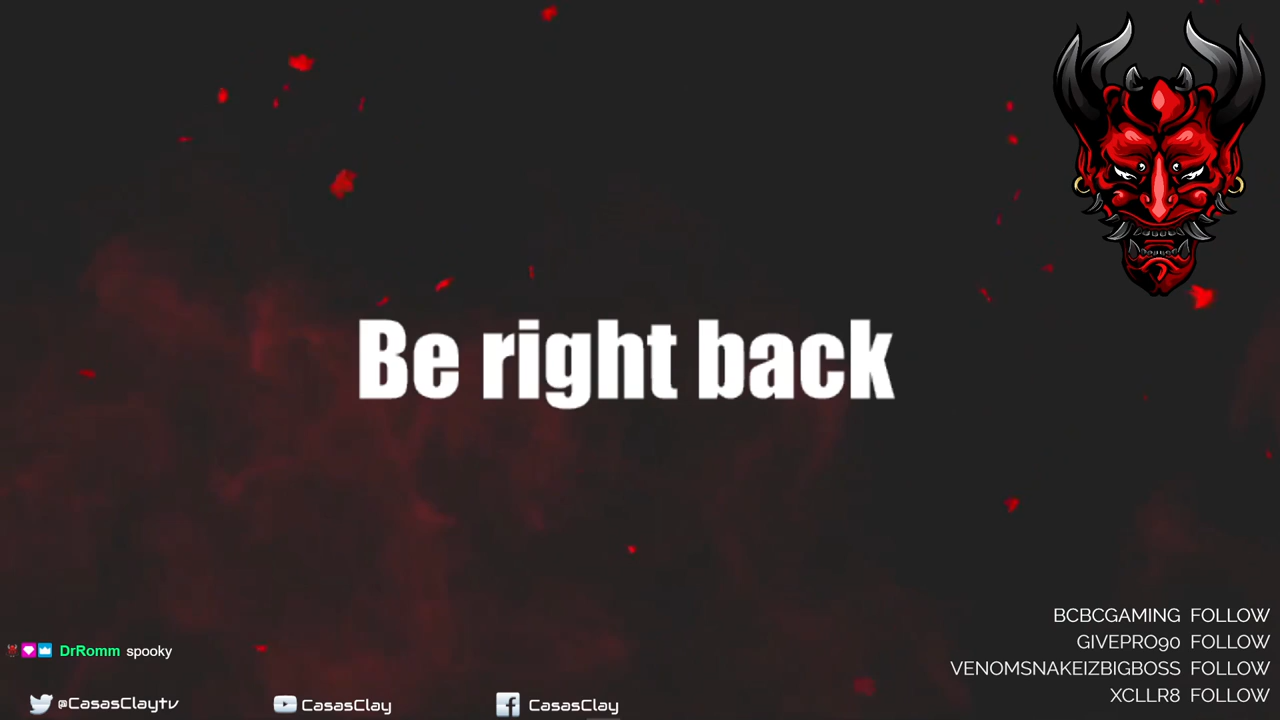 Be right back
BCBCGAMING FOLLOW
GIVEPRO90 FOLLOW
VENOMSNAKEIZBIGBOSS FOLLOW
XCLLR8 FOLLOW
DrRomm spooky
@CasasClaytv
CasasClay
CasasClay